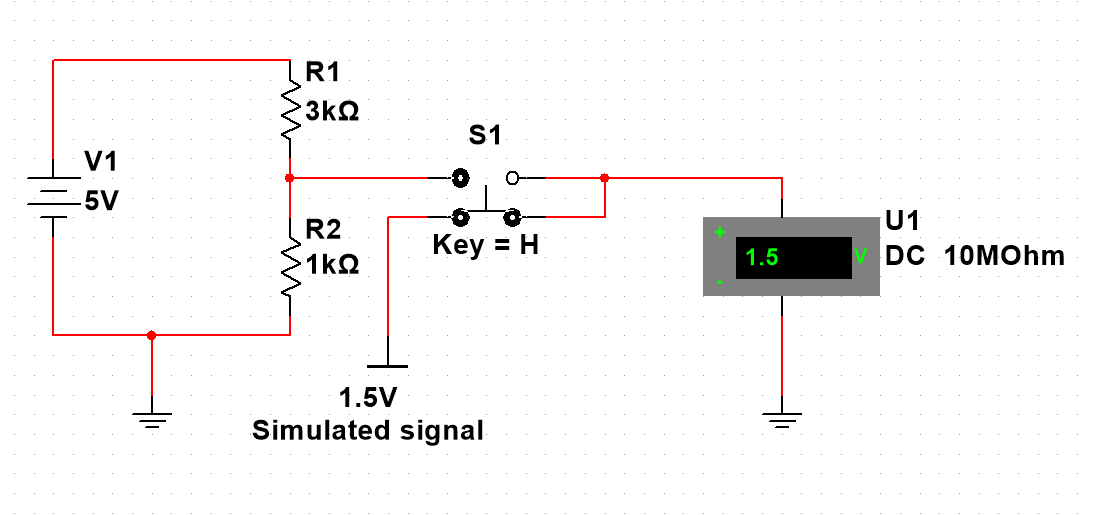 R1
3kΩ
S1
V1
5V
R2
1kΩ
Key = H
U1
DC 10MOhm
+
1.5 V
-
1.5V
Simulated signal